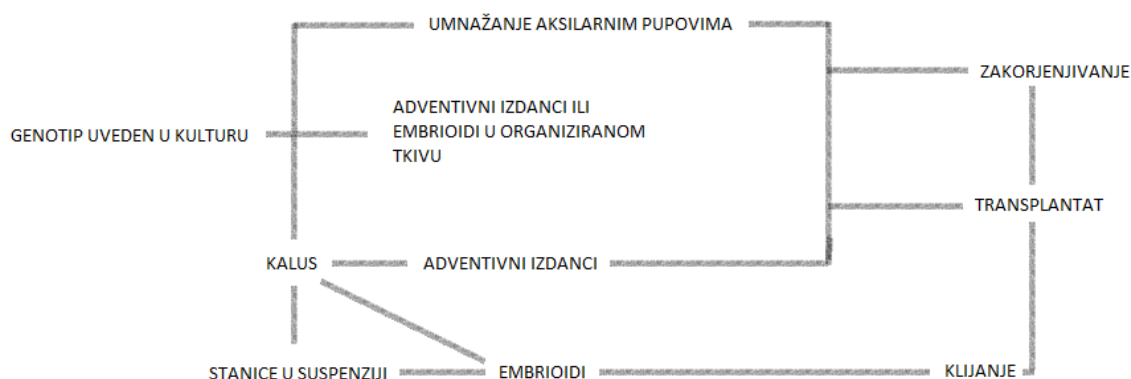 UMNAŽANJE AKSILARNIM PUPOVIMA
ZAKORJENJIVANJE
GENOTIP UVEDEN U KULTURU
ADVENTIVNI IZDANCI ILI
EMBRIOIDI U ORGANIZIRANOM
TKIVU
TRANSPLANTAT
KALUS
ADVENTIVNI IZDANCI
STANICE U SUSPENZIJI
EMBRIOIDI
KLIJANJE